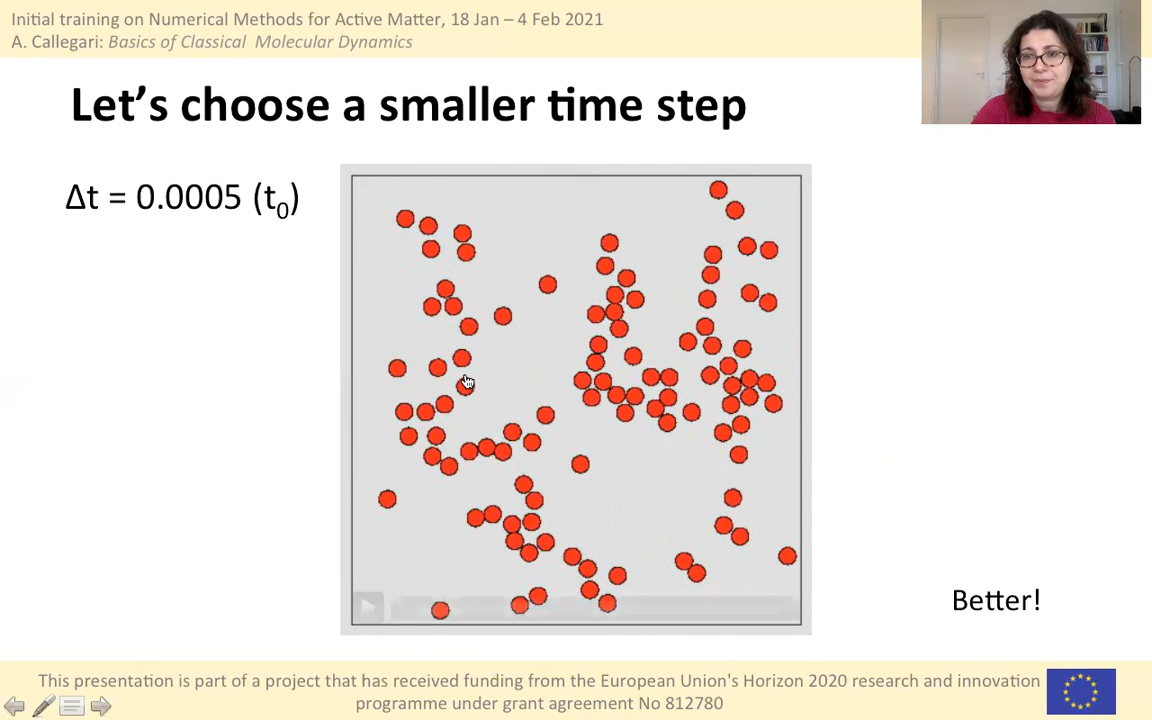 Initial training on Numerical Methods for Active Matter, 18 Jan – 4 Feb 2021
A. Callegari: Basics of Classical Molecular Dynamics
Let’s choose a smaller time step
Δt = 0.0005 (t₀)
Better!
This presentation is part of a project that has received funding from the European Union's Horizon 2020 research and innovation
programme under grant agreement No 812780